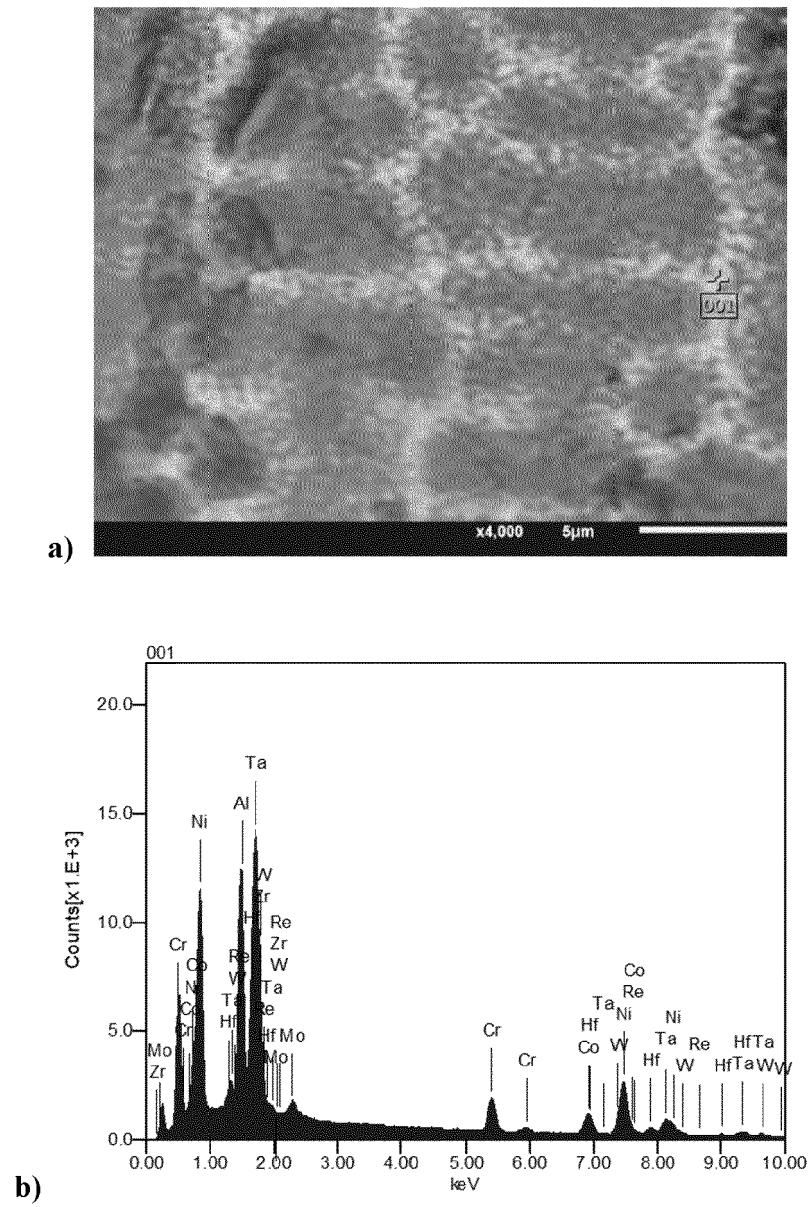 001
x4,000 5μm
a)
001
Counts[x1.E+3]
20.0
15.0
10.0
5.0
0.0
Ta
Al
Ni
W
Zr
Cr
Re
Re
Zr
Co
W
W
Co
Ta
Ta
Ta
Re
Ni
Hf
Re
Cr
Hf
Hf
Ni
Ta
Cr
Mo
Mo
Mo
Co
W
Hf
W
Re
Hf Ta
Zr
Cr
Hf
Ta
W
W
0.00 1.00 2.00 3.00 4.00 5.00 6.00 7.00 8.00 9.00 10.00
keV
b)